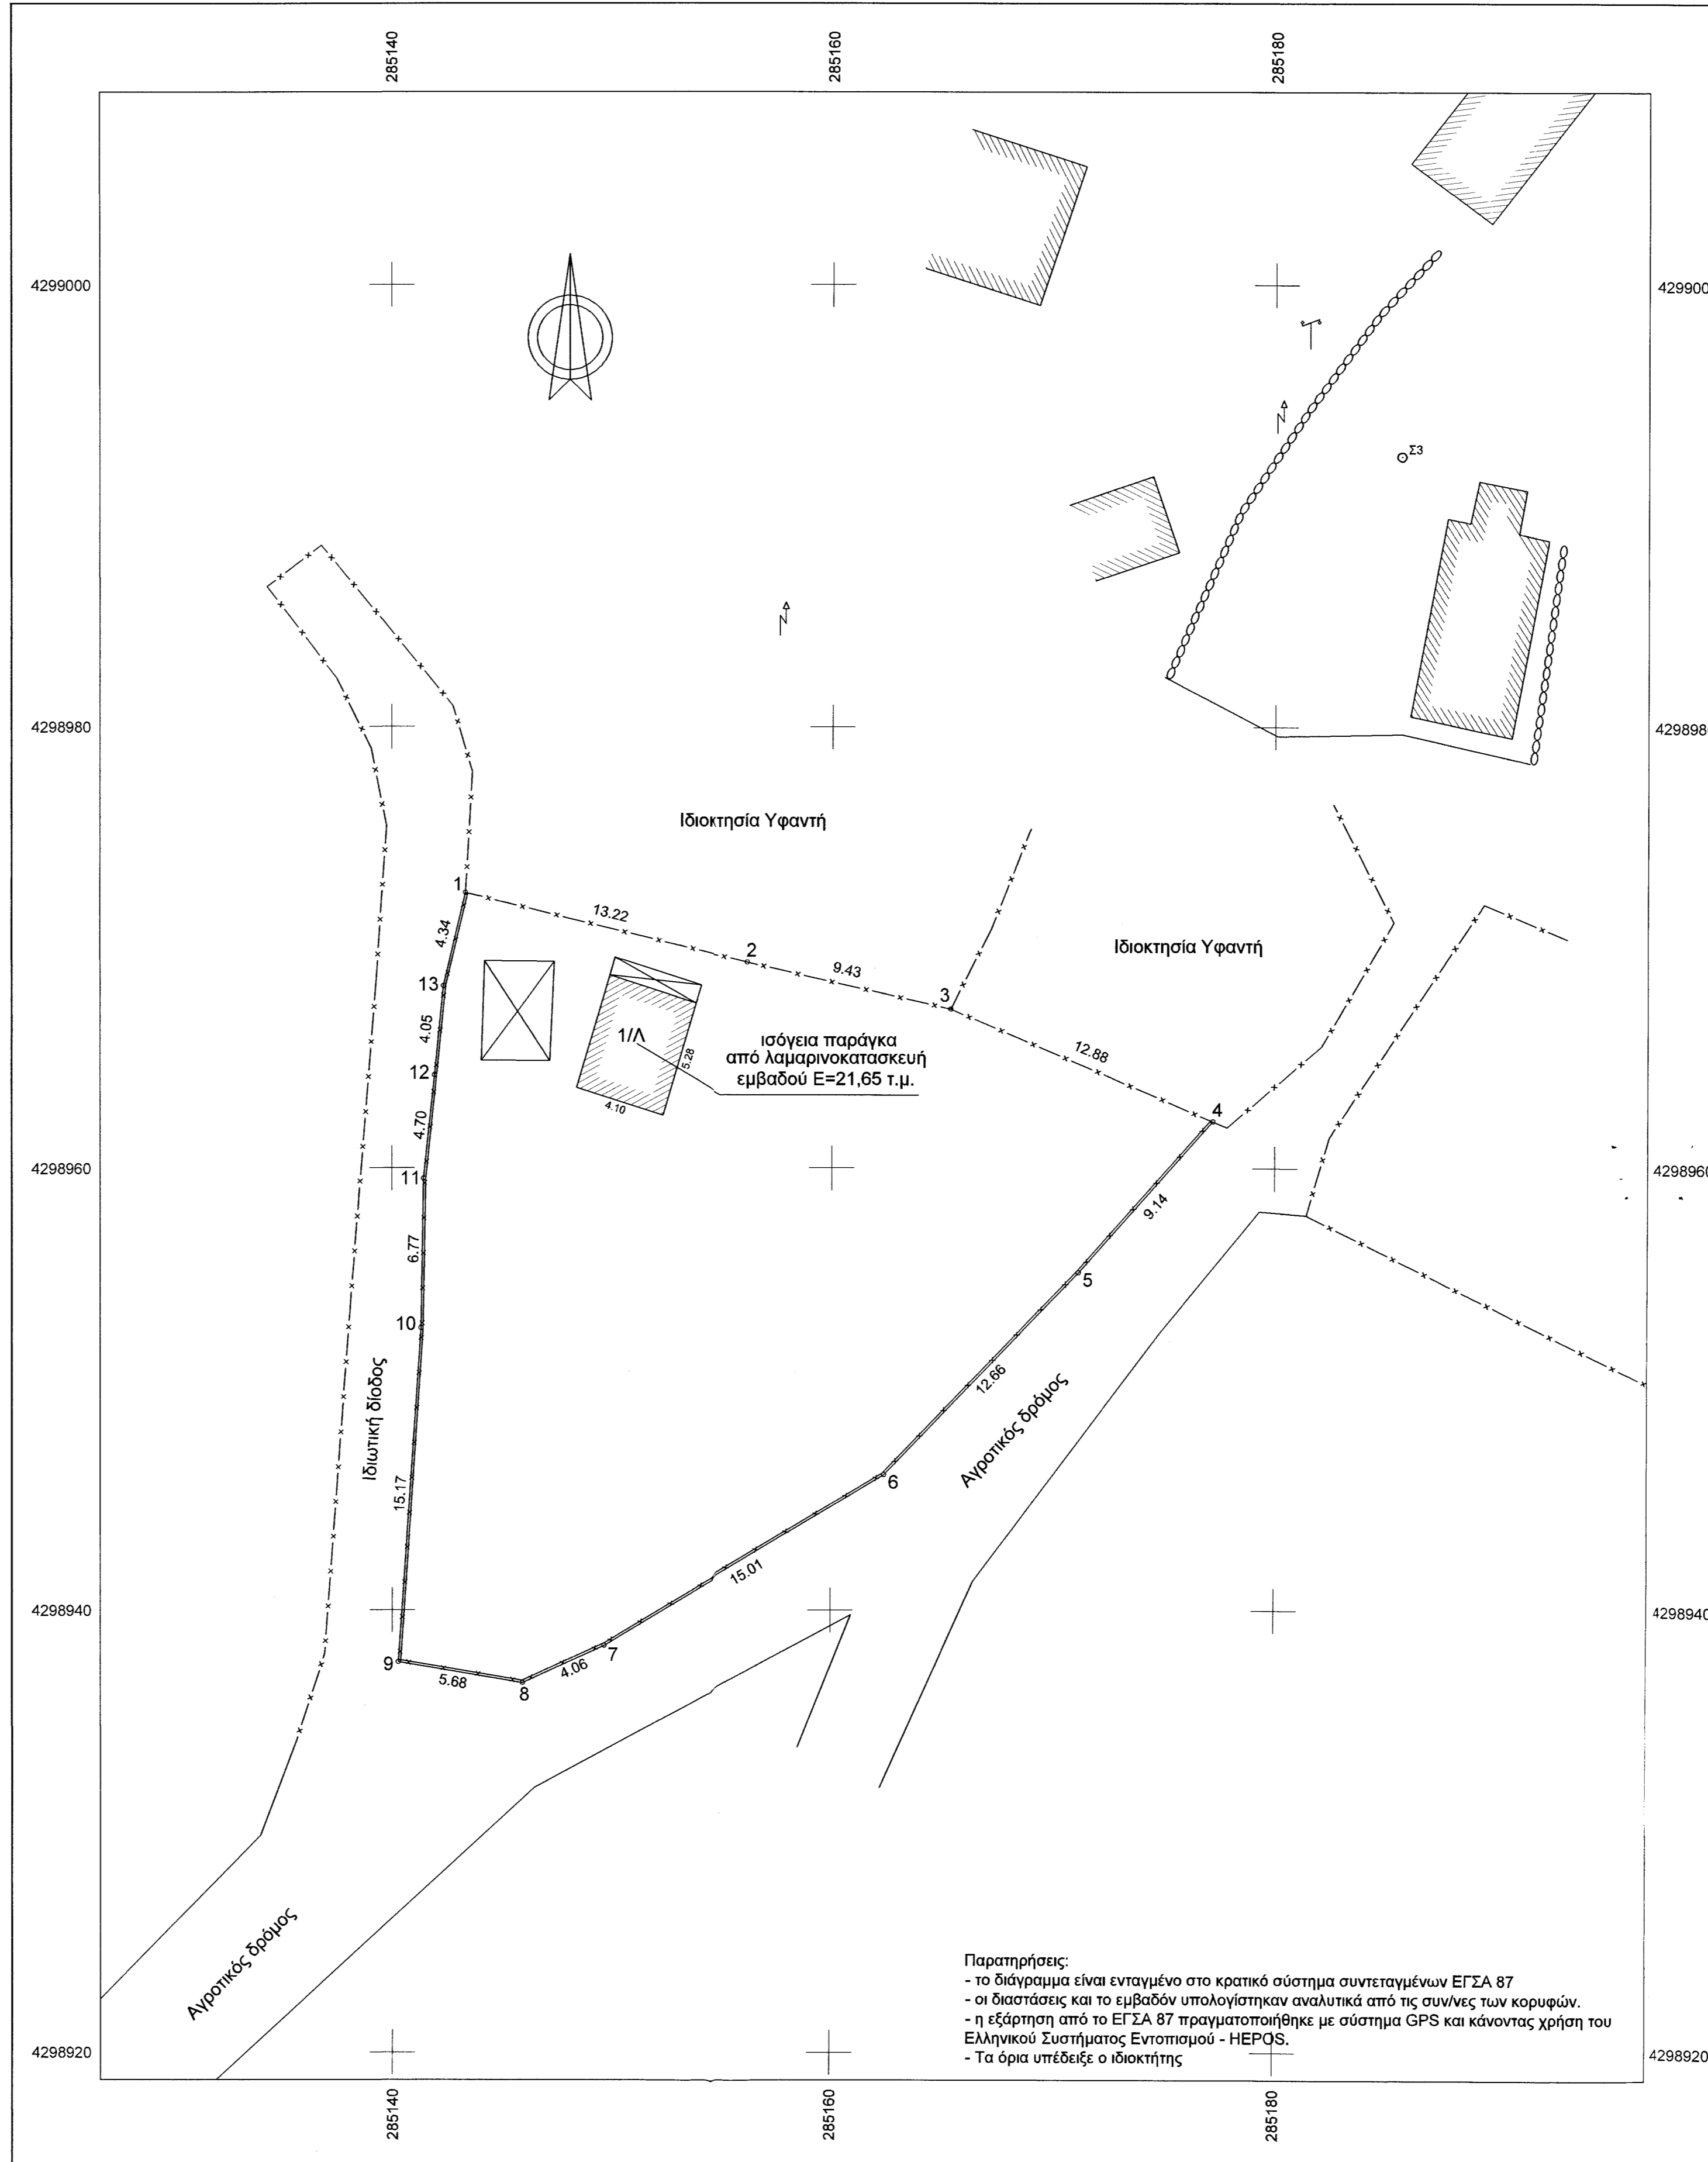 285140
285160
285180
4299000
429900
Σ3
N
N
4298980
429898
Ιδιοκτησία Υφαντή
1
13.22
4.34
2
Ιδιοκτησία Υφαντή
9.43
13
3
4.05
1/Λ
ισόγεια παράγκα
από λαμαρινοκατασκευή
εμβαδού Ε=21,65 τ.μ.
5.28
12.88
12
4.10
4
4.70
4298960
4298960
11
9.14
6.77
5
10
Ιδιωτική δίοδος
12.66
Αγροτικός δρόμος
15.17
6
15.01
4298940
4298940
7
9
4.06
5.68
8
Αγροτικός δρόμος
Παρατηρήσεις:
- το διάγραμμα είναι ενταγμένο στο κρατικό σύστημα συντεταγμένων ΕΓΣΑ 87
- οι διαστάσεις και το εμβαδόν υπολογίστηκαν αναλυτικά από τις συν/νες των κορυφών.
- η εξάρτηση από το ΕΓΣΑ 87 πραγματοποιήθηκε με σύστημα GPS και κάνοντας χρήση του
Ελληνικού Συστήματος Εντοπισμού - HEPOS.
- Τα όρια υπέδειξε ο ιδιοκτήτης
4298920
4298920
285140
285160
285180